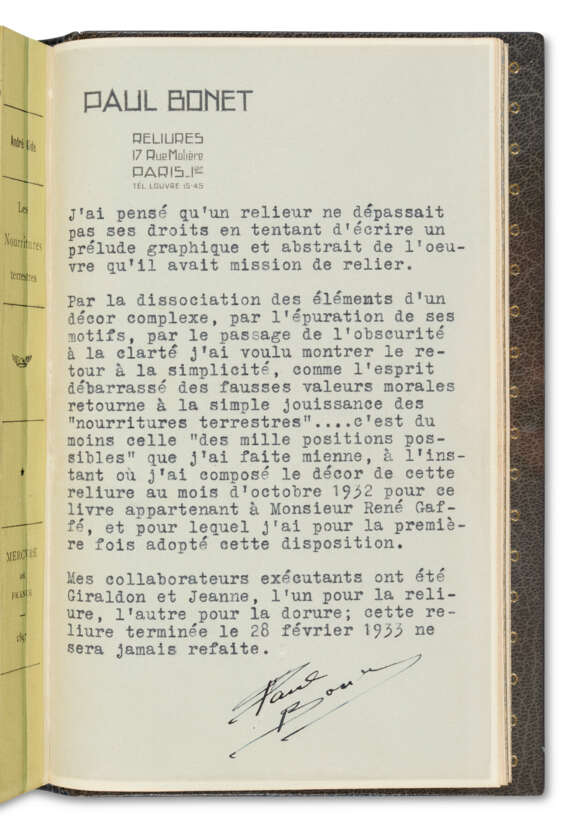 André Gide
Les
Nourritures
terrestres
MERCVRE
DE
FRANCE
1897
PAUL BONET
RELIURES
17 Rue Molière
PARIS_1er
TÉL. LOUVRE 15-45
J'ai pensé qu'un relieur ne dépassait
pas ses droits en tentant d'écrire un
prélude graphique et abstrait de l'oeu-
vre qu'il avait mission de relier.
Par la dissociation des éléments d'un
décor complexe, par l'épuration de ses
motifs, par le passage de l'obscurité
à la clarté j'ai voulu montrer le re-
tour à la simplicité, comme l'esprit
débarrassé des fausses valeurs morales
retourne à la simple jouissance des
"nourritures terrestres"....c'est du
moins celle "des mille positions pos-
sibles" que j'ai faite mienne, à l'ins-
tant où j'ai composé le décor de cette
reliure au mois d'octobre 1932 pour ce
livre appartenant à Monsieur René Gaf-
fé, et pour lequel j'ai pour la premiè-
re fois adopté cette disposition.
Mes collaborateurs exécutants ont été
Giraldon et Jeanne, l'un pour la reli-
ure, l'autre pour la dorure; cette re-
liure terminée le 28 février 1933 ne
sera jamais refaite.
Paul
Bonet